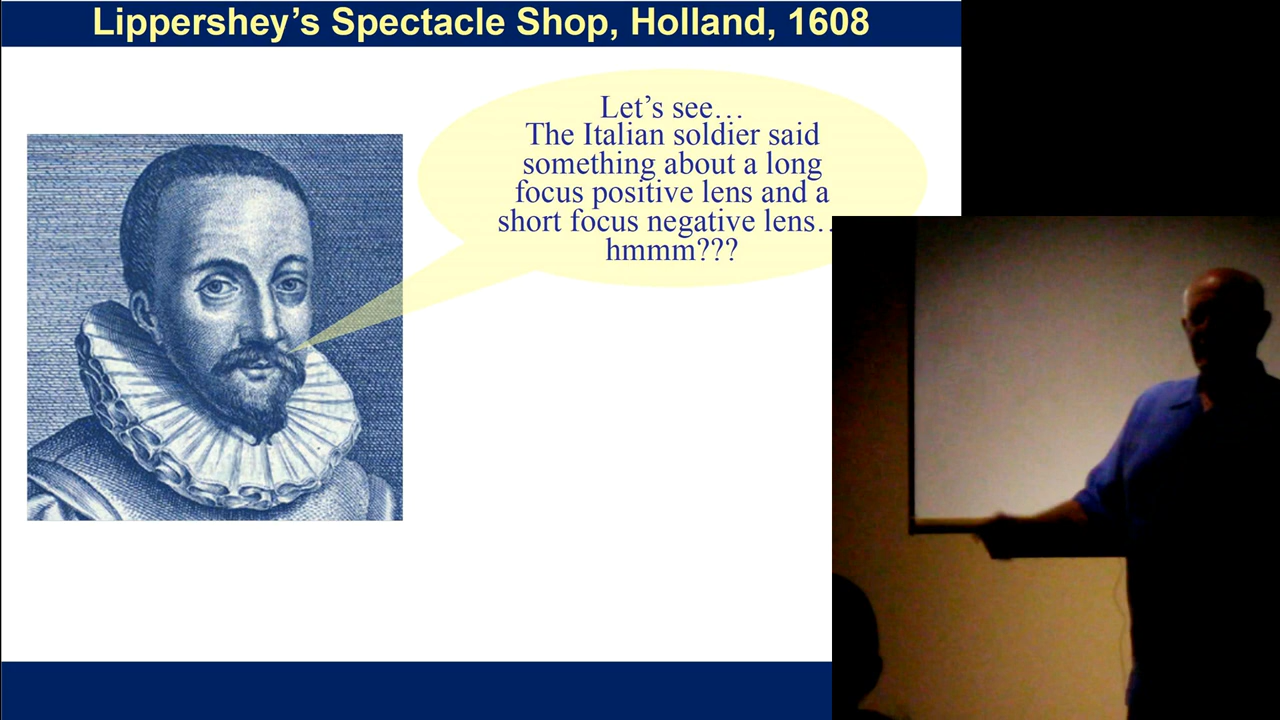 Lippershey’s Spectacle Shop, Holland, 1608
Let’s see…
The Italian soldier said
something about a long
focus positive lens and a
short focus negative lens..
hmmm???